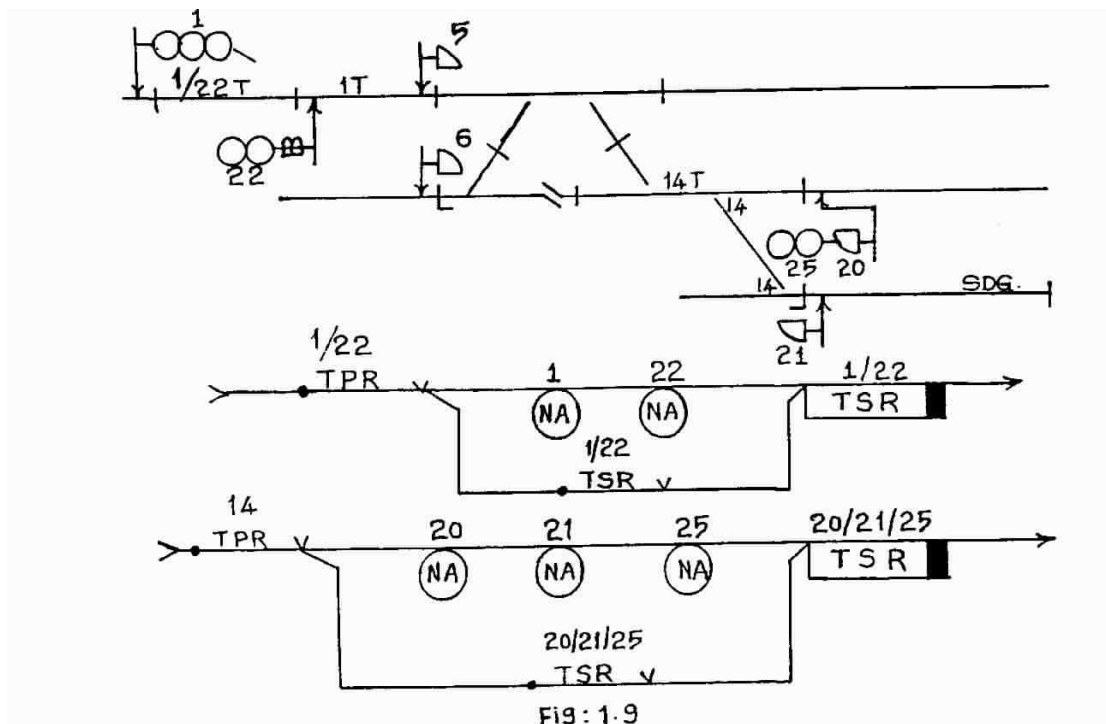 1
5
1/22T
1T
6
22
14T
14
25
20
14
SDG.
21
1/22
TPR
1
NA
22
NA
1/22
TSR
1/22
TSR
14
TPR
20
NA
21
NA
25
NA
20/21/25
TSR
20/21/25
TSR
Fig: 1.9